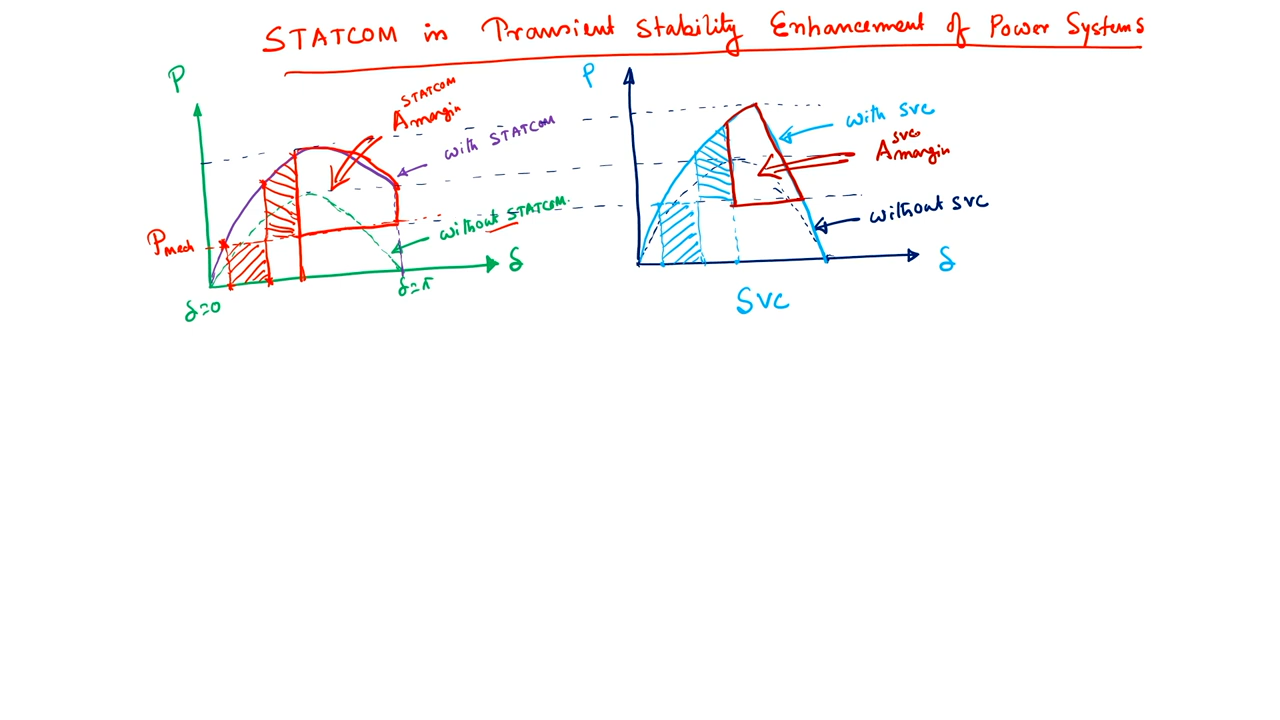 STATCOM in Transient Stability Enhancement of Power Systems
P
STATCOM
A margin
with STATCOM
without STATCOM
P mech
δ
δ=0
δ=π
P
with SVC
SVC
A margin
without SVC
δ
SVC